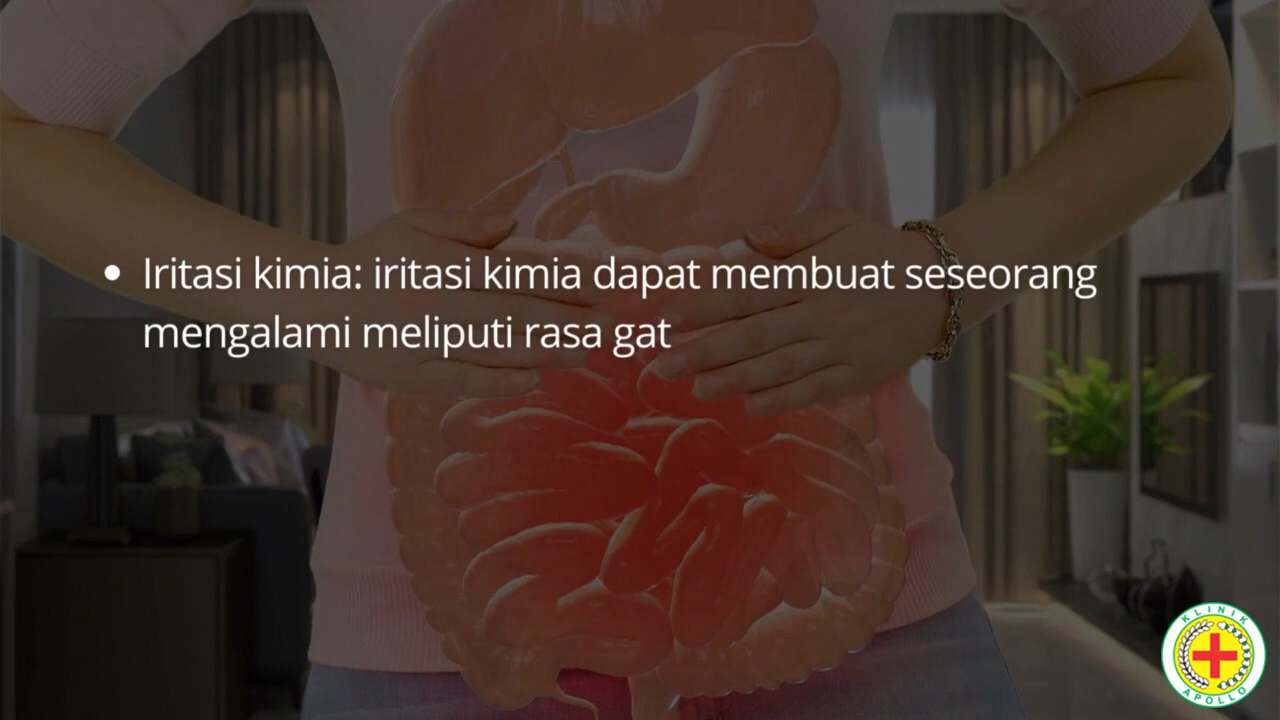 • Iritasi kimia: iritasi kimia dapat membuat seseorang
mengalami meliputi rasa gat
KLINIK
APOLLO